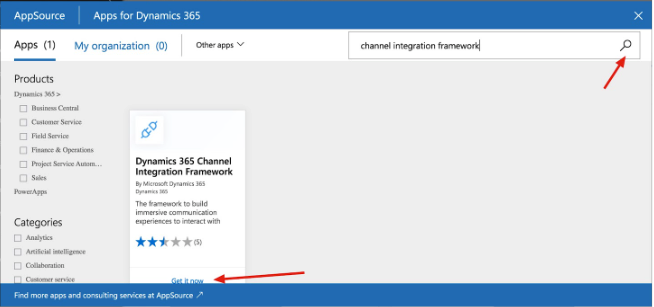 AppSource Apps for Dynamics 365
Apps (1) My organization (0) Other apps channel integration framework
Products
Dynamics 365 >
Business Central
Customer Service
Field Service
Finance & Operations
Project Service Autom...
Sales
PowerApps
Categories
Analytics
Artificial intelligence
Collaboration
Customer service
Dynamics 365 Channel
Integration Framework
By Microsoft Dynamics 365
Dynamics 365
The framework to build
immersive communication
experiences to interact with
(5)
Get it now
Find more apps and consulting services at AppSource